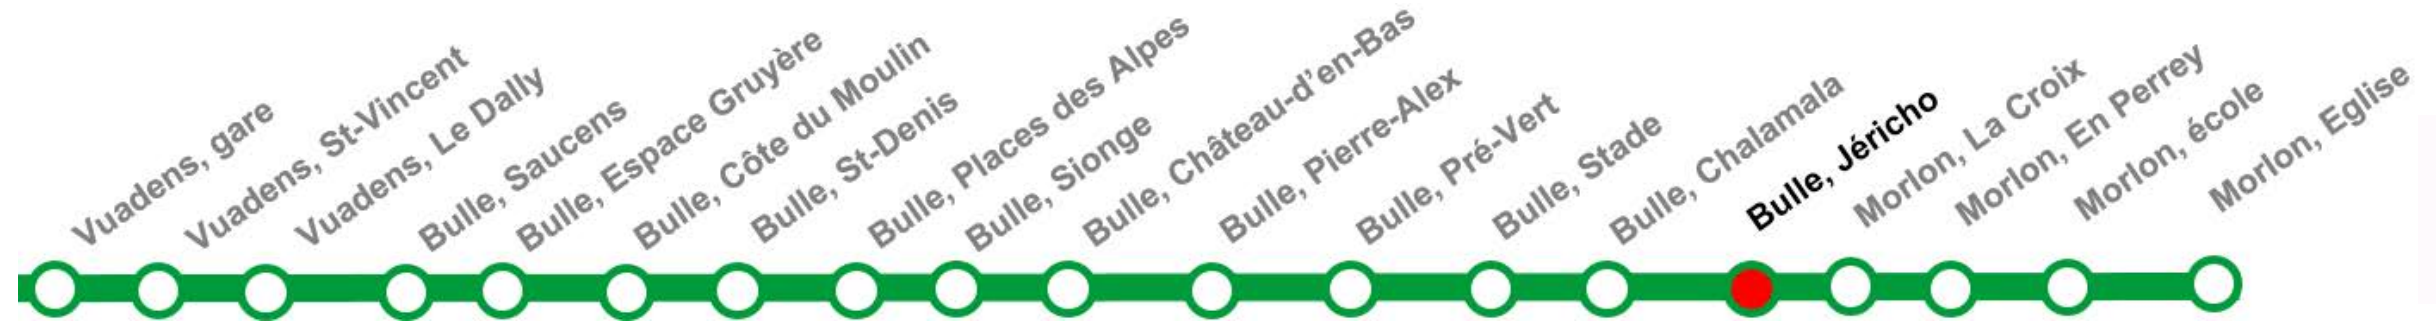 Vuadens, gare
Vuadens, St-Vincent
Vuadens, Le Dally
Bulle, Saucens
Bulle, Espace Gruyère
Bulle, Côte du Moulin
Bulle, St-Denis
Bulle, Places des Alpes
Bulle, Sionge
Bulle, Château-d'en-Bas
Bulle, Pierre-Alex
Bulle, Pré-Vert
Bulle, Stade
Bulle, Chalamala
Bulle, Jéricho
Morlon, La Croix
Morlon, En Perrey
Morlon, école
Morlon, Eglise